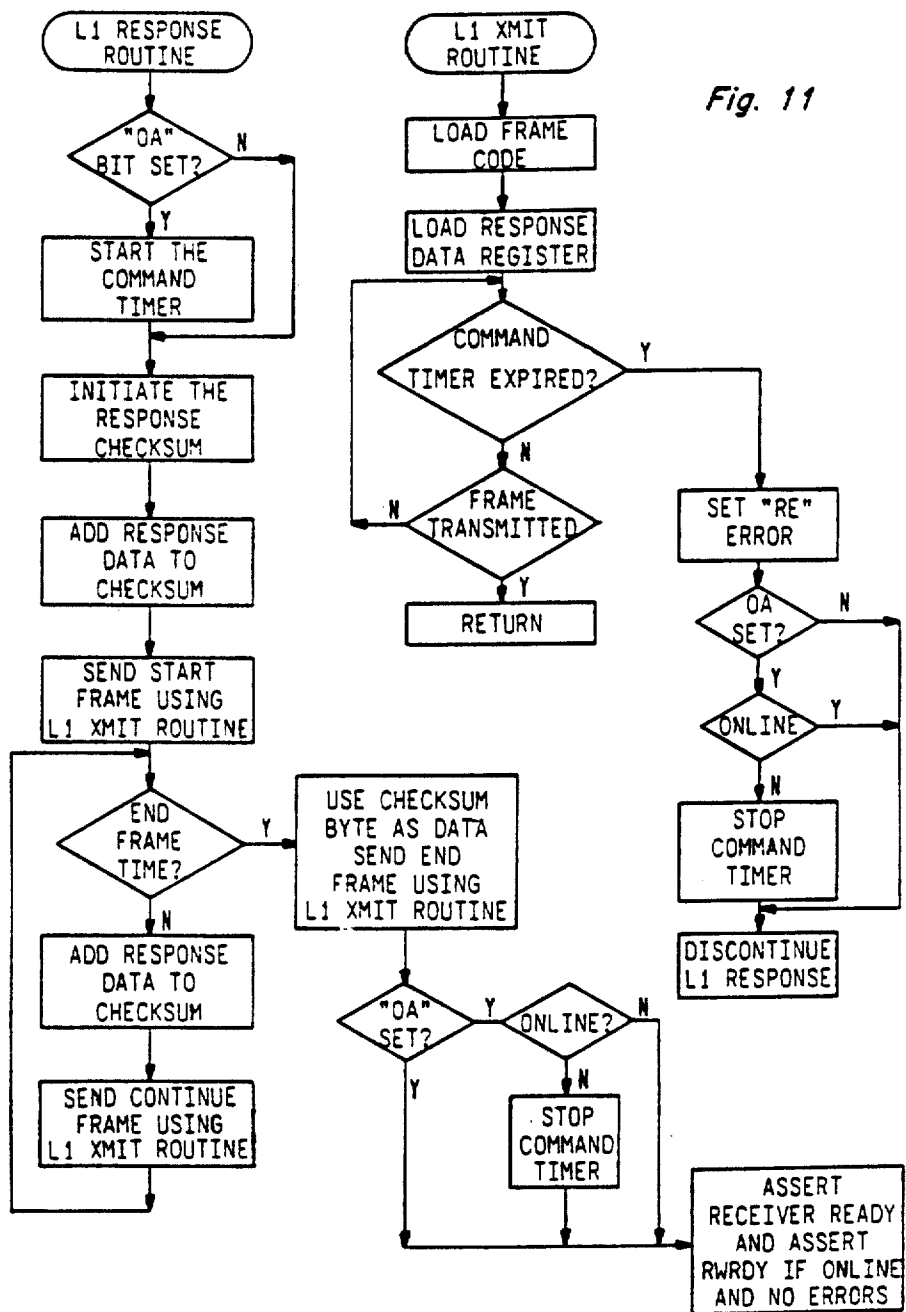 L1 RESPONSE
ROUTINE
"OA"
BIT SET?
N
Y
START THE
COMMAND
TIMER
INITIATE THE
RESPONSE
CHECKSUM
ADD RESPONSE
DATA TO
CHECKSUM
SEND START
FRAME USING
L1 XMIT ROUTINE
END
FRAME
TIME?
Y
N
ADD RESPONSE
DATA TO
CHECKSUM
SEND CONTINUE
FRAME USING
L1 XMIT ROUTINE
USE CHECKSUM
BYTE AS DATA
SEND END
FRAME USING
L1 XMIT ROUTINE
"OA"
SET?
Y
Y
ONLINE?
N
N
STOP
COMMAND
TIMER
ASSERT
RECEIVER READY
AND ASSERT
RWRDY IF ONLINE
AND NO ERRORS
L1 XMIT
ROUTINE
Fig. 11
LOAD FRAME
CODE
LOAD RESPONSE
DATA REGISTER
COMMAND
TIMER EXPIRED?
Y
N
FRAME
TRANSMITTED
N
Y
RETURN
SET "RE"
ERROR
OA
SET?
N
Y
ONLINE
Y
N
STOP
COMMAND
TIMER
DISCONTINUE
L1 RESPONSE